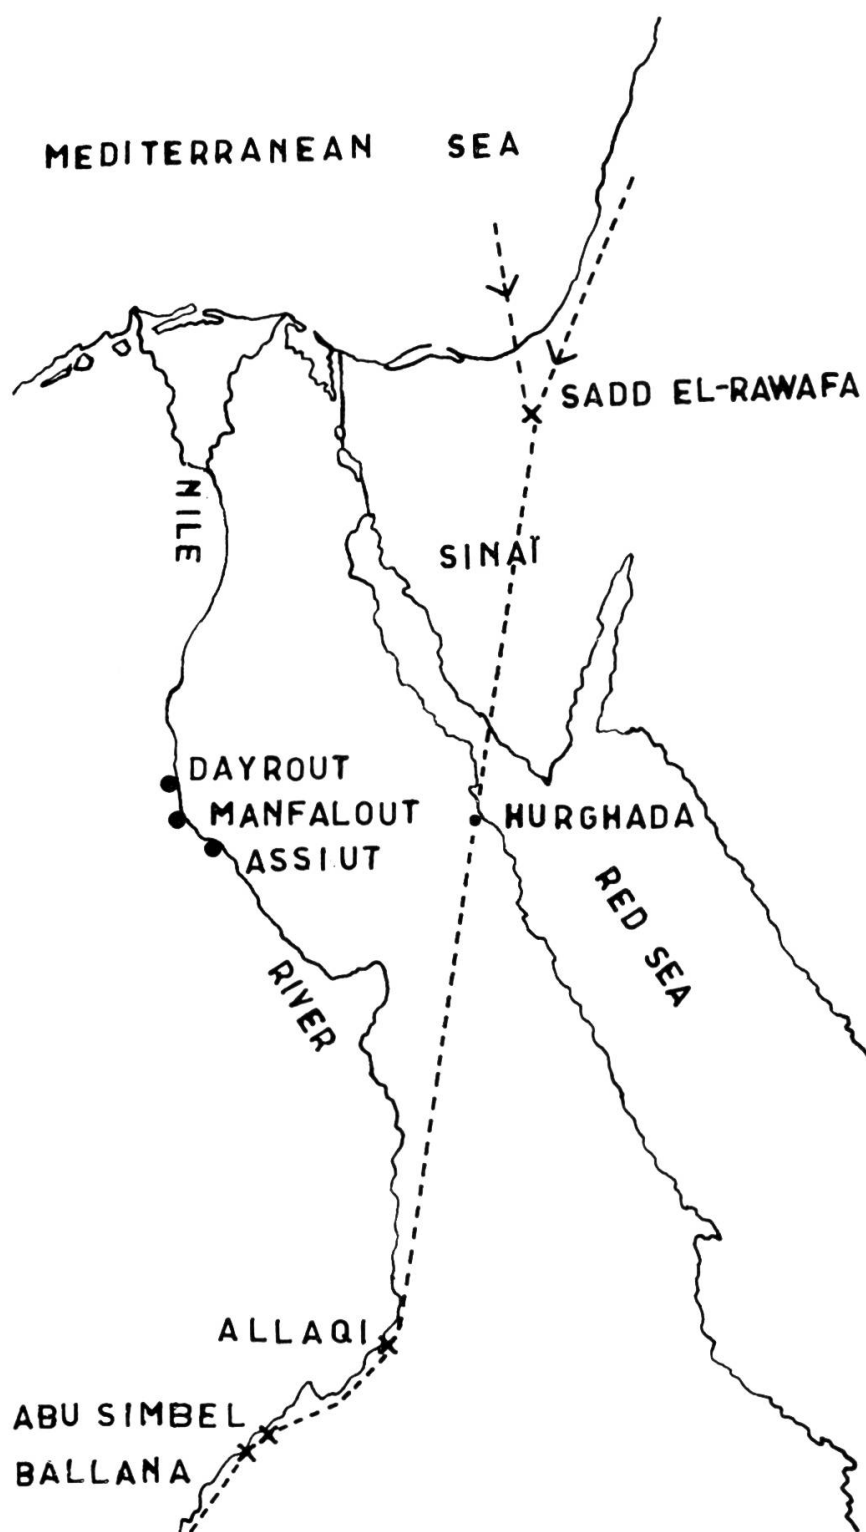 MEDITERRANEAN SEA
SADD EL-RAWAFA
NILE
SINAÏ
DAYROUT
MANFALOUT
HURGHADA
ASSIUT
RED SEA
RIVER
ALLAQI
ABU SIMBEL
BALLANA